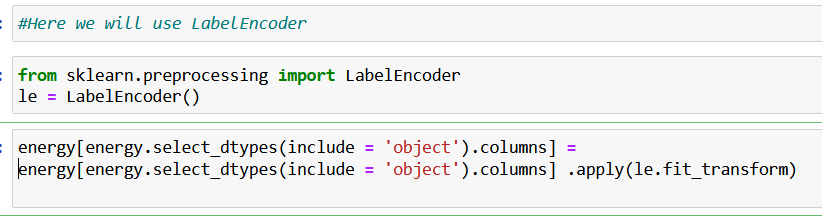 #Here we will use LabelEncoder
from sklearn.preprocessing import LabelEncoder
le = LabelEncoder()
energy[energy.select_dtypes(include = 'object').columns] =
energy[energy.select_dtypes(include = 'object').columns] .apply(le.fit_transform)